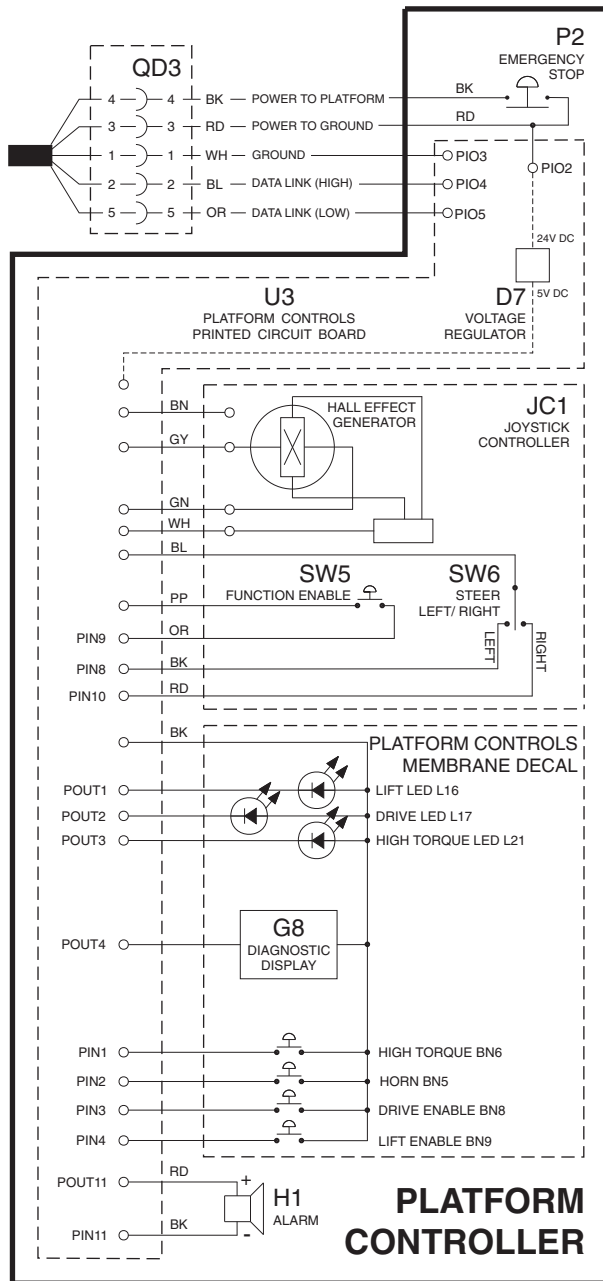 P2
EMERGENCY
STOP
QD3
4 4 BK POWER TO PLATFORM BK
3 3 RD POWER TO GROUND RD
1 1 WH GROUND PIO3 PIO2
2 2 BL DATA LINK (HIGH) PIO4
5 5 OR DATA LINK (LOW) PIO5
24V DC
5V DC
U3
PLATFORM CONTROLS
PRINTED CIRCUIT BOARD
D7
VOLTAGE
REGULATOR
BN
HALL EFFECT
GENERATOR
JC1
JOYSTICK
CONTROLLER
GY
GN
WH
BL
SW5
FUNCTION ENABLE
SW6
STEER
LEFT/ RIGHT
PP
PIN9 OR
LEFT
RIGHT
PIN8 BK
PIN10 RD
BK
PLATFORM CONTROLS
MEMBRANE DECAL
POUT1 LIFT LED L16
POUT2 DRIVE LED L17
POUT3 HIGH TORQUE LED L21
POUT4
G8
DIAGNOSTIC
DISPLAY
PIN1 HIGH TORQUE BN6
PIN2 HORN BN5
PIN3 DRIVE ENABLE BN8
PIN4 LIFT ENABLE BN9
POUT11 RD +
H1
ALARM
PIN11 BK -
PLATFORM
CONTROLLER